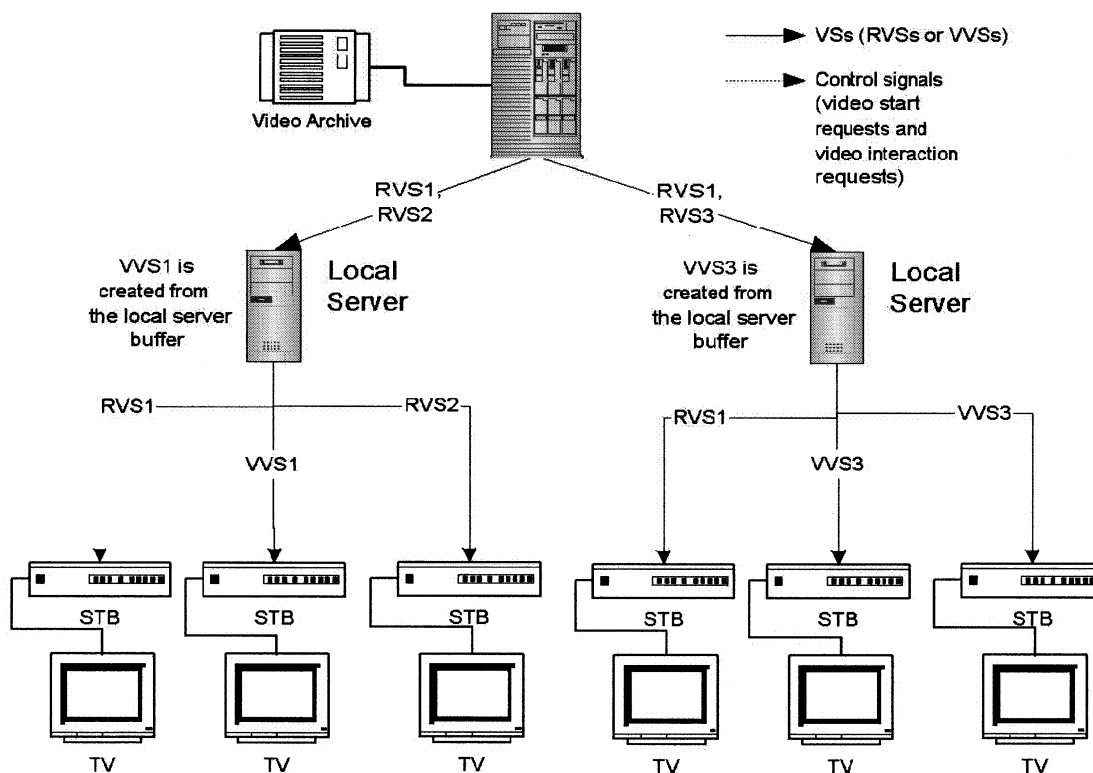 VSs (RVSs or VVSs)
Control signals
(video start
requests and
video interaction
requests)
Video Archive
RVS1,
RVS2
RVS1,
RVS3
VVS1 is
created from
the local server
buffer
Local
Server
VVS3 is
created from
the local server
buffer
Local
Server
RVS1
RVS2
VVS1
RVS1
VVS3
VVS3
STB
STB
STB
STB
STB
STB
TV
TV
TV
TV
TV
TV